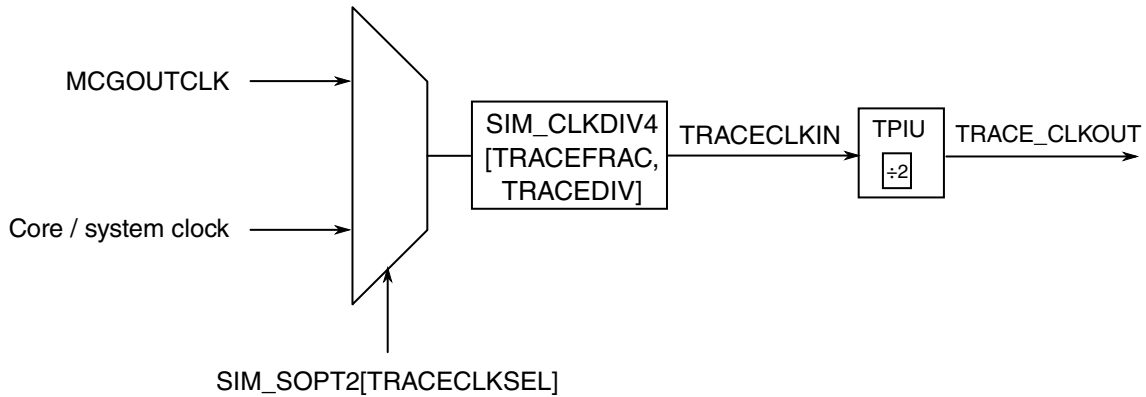 MCGOUTCLK
Core / system clock
SIM_SOPT2[TRACECLKSEL]
SIM_CLKDIV4
[TRACEFRAC,
TRACEDIV]
TRACECLKIN
TPIU
÷2
TRACE_CLKOUT